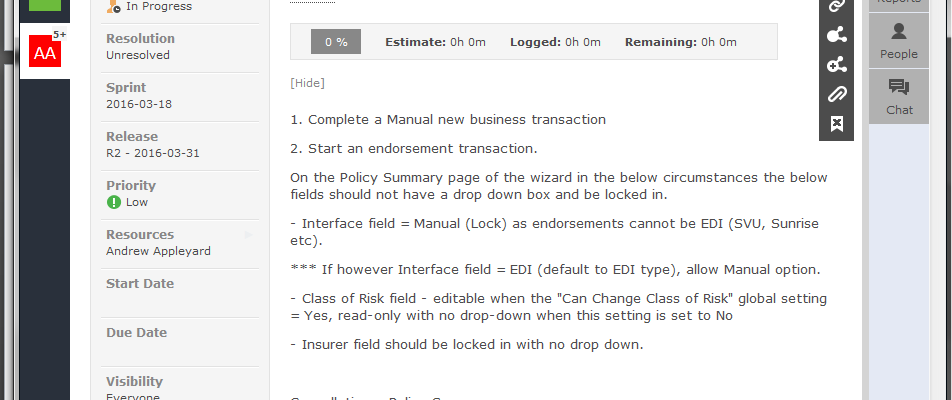 In Progress
5+
AA
Resolution
Unresolved
Sprint
2016-03-18
Release
R2 - 2016-03-31
Priority
Low
Resources
Andrew Appleyard
Start Date
Due Date
Visibility
Everyone
0 %
Estimate: 0h 0m
Logged: 0h 0m
Remaining: 0h 0m
[Hide]
1. Complete a Manual new business transaction
2. Start an endorsement transaction.
On the Policy Summary page of the wizard in the below circumstances the below
fields should not have a drop down box and be locked in.
- Interface field = Manual (Lock) as endorsements cannot be EDI (SVU, Sunrise
etc).
*** If however Interface field = EDI (default to EDI type), allow Manual option.
- Class of Risk field - editable when the "Can Change Class of Risk" global setting
= Yes, read-only with no drop-down when this setting is set to No
- Insurer field should be locked in with no drop down.
Reports
People
Chat